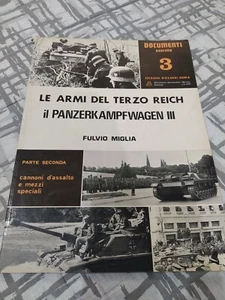 DOCUMENTI
3
LE ARMI DEL TERZO REICH
il PANZERKAMPFWAGEN III
FULVIO MIGLIA
PARTE SECONDA
cannoni d'assalto
e mezzi
speciali